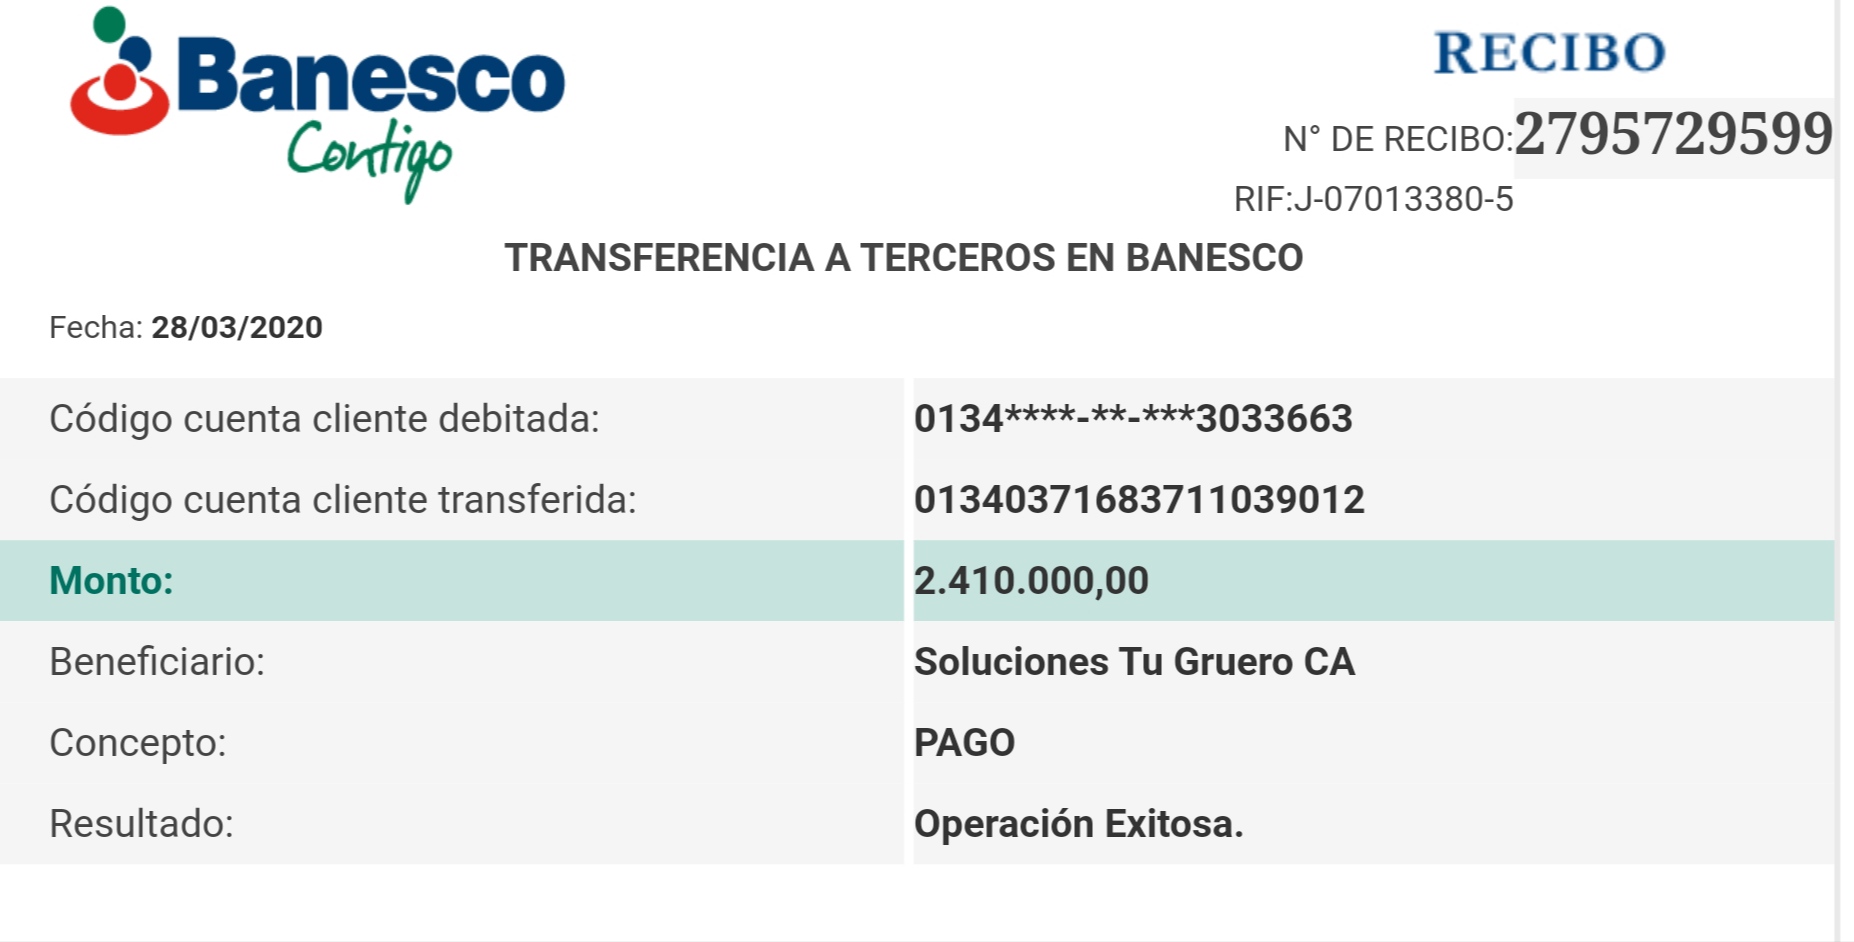 Banesco
Contigo
RECIBO
N° DE RECIBO:2795729599
RIF:J-07013380-5
TRANSFERENCIA A TERCEROS EN BANESCO
Fecha: 28/03/2020
Código cuenta cliente debitada: 0134****-**-***3033663
Código cuenta cliente transferida: 01340371683711039012
Monto: 2.410.000,00
Beneficiario: Soluciones Tu Gruero CA
Concepto: PAGO
Resultado: Operación Exitosa.